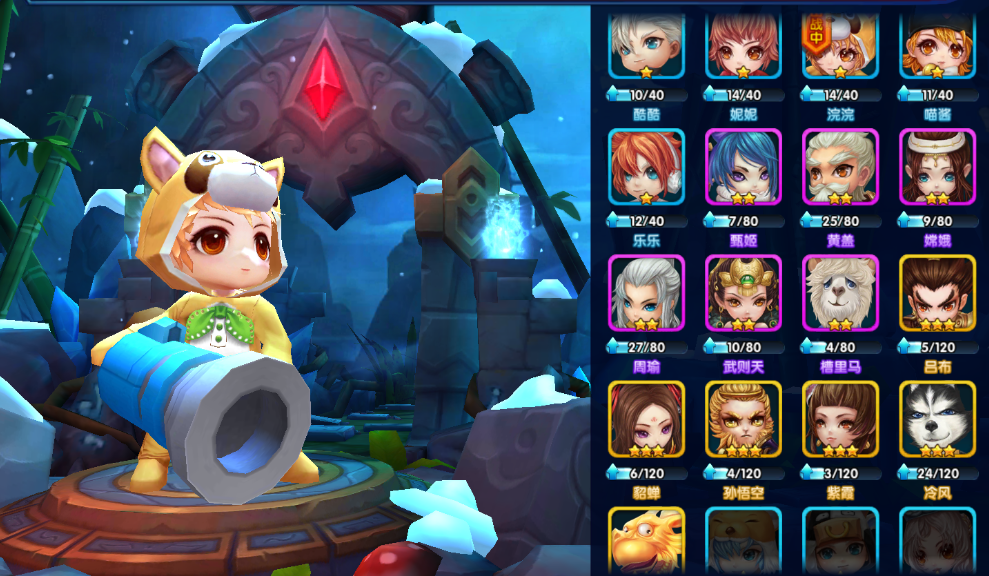 战中
10/40 14/40 14/40 11/40
酷酷 妮妮 浣浣 喵酱
12/40 7/80 25/80 9/80
乐乐 甄姬 黄盖 嫦娥
27/80 10/80 4/80 5/120
周瑜 武则天 槽里马 吕布
6/120 4/120 3/120 24/120
貂蝉 孙悟空 紫霞 冷风